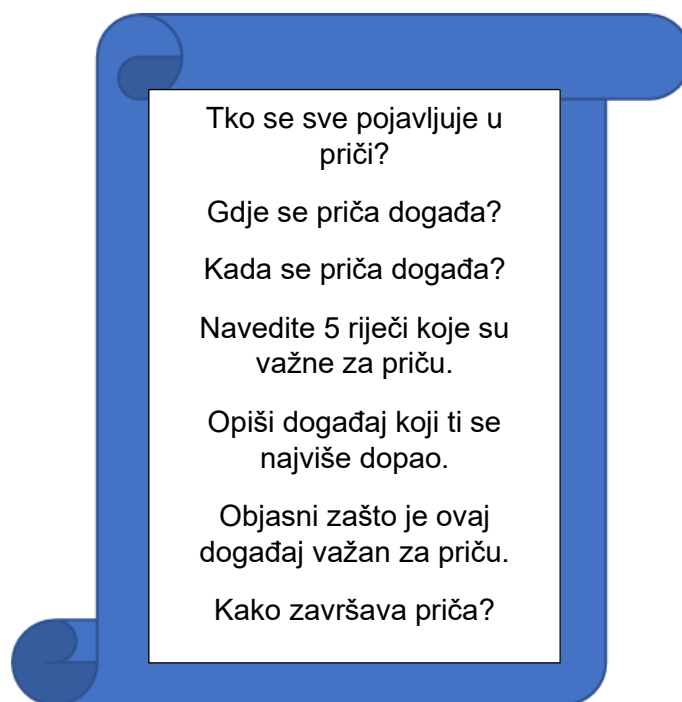 Tko se sve pojavljuje u
priči?
Gdje se priča događa?
Kada se priča događa?
Navedite 5 riječi koje su
važne za priču.
Opiši događaj koji ti se
najviše dopao.
Objasni zašto je ovaj
događaj važan za priču.
Kako završava priča?